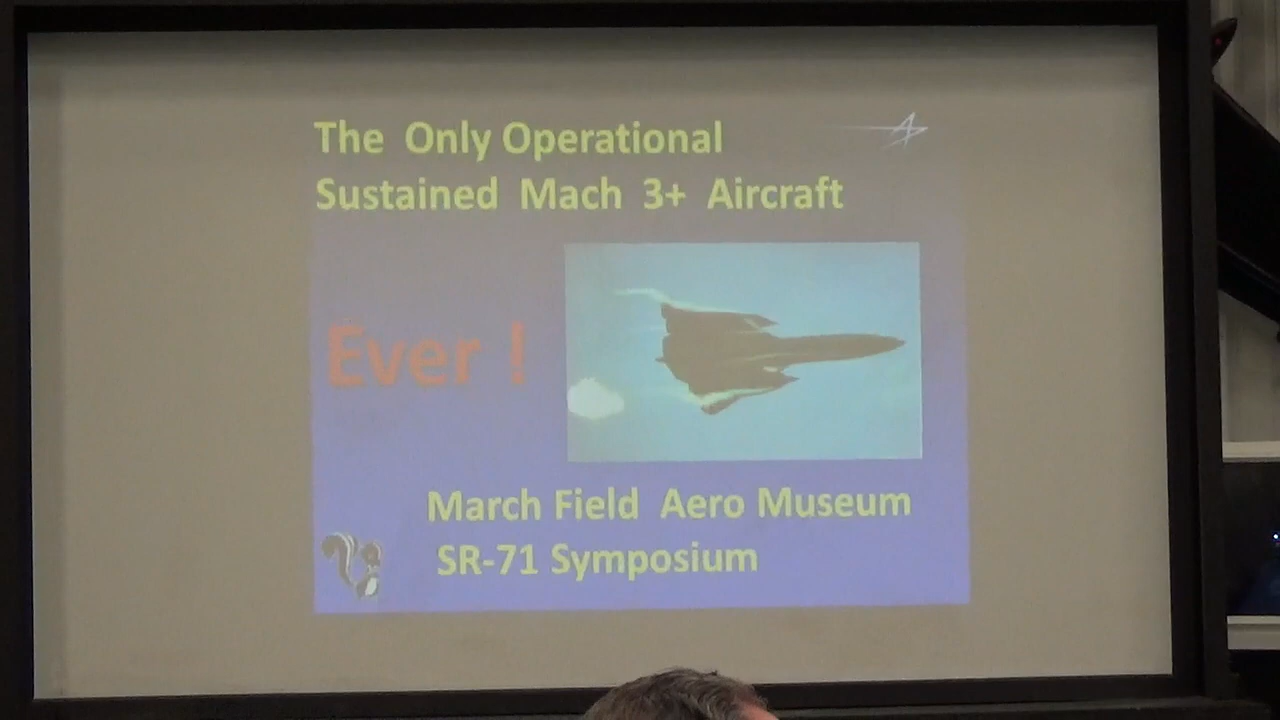 The Only Operational
Sustained Mach 3+ Aircraft
Ever !
March Field Aero Museum
SR-71 Symposium